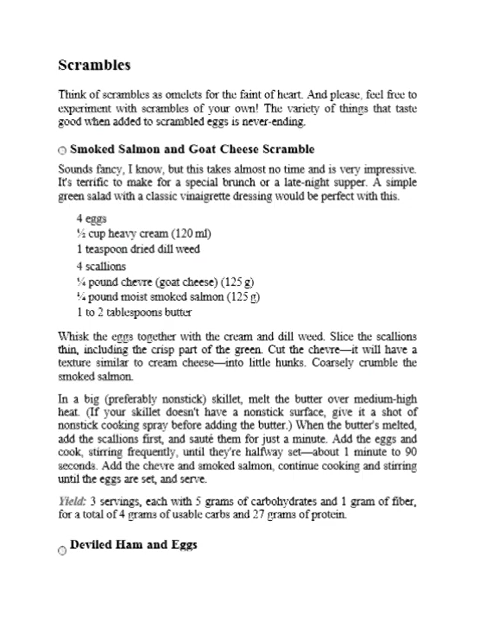 Scrambles
Think of scrambles as omelets for the faint of heart. And please, feel free to
experiment with scrambles of your own! The variety of things that taste
good when added to scrambled eggs is never-ending.
Smoked Salmon and Goat Cheese Scramble
Sounds fancy, I know, but this takes almost no time and is very impressive.
It's terrific to make for a special brunch or a late-night supper. A simple
green salad with a classic vinaigrette dressing would be perfect with this.
4 eggs
½ cup heavy cream (120 ml)
1 teaspoon dried dill weed
4 scallions
¼ pound chevre (goat cheese) (125 g)
¼ pound moist smoked salmon (125 g)
1 to 2 tablespoons butter
Whisk the eggs together with the cream and dill weed. Slice the scallions
thin, including the crisp part of the green. Cut the chevre—it will have a
texture similar to cream cheese—into little hunks. Coarsely crumble the
smoked salmon.
In a big (preferably nonstick) skillet, melt the butter over medium-high
heat. (If your skillet doesn't have a nonstick surface, give it a shot of
nonstick cooking spray before adding the butter.) When the butter's melted,
add the scallions first, and sauté them for just a minute. Add the eggs and
cook, stirring frequently, until they're halfway set—about 1 minute to 90
seconds. Add the chevre and smoked salmon, continue cooking and stirring
until the eggs are set, and serve.
Yield: 3 servings, each with 5 grams of carbohydrates and 1 gram of fiber,
for a total of 4 grams of usable carbs and 27 grams of protein.
Deviled Ham and Eggs